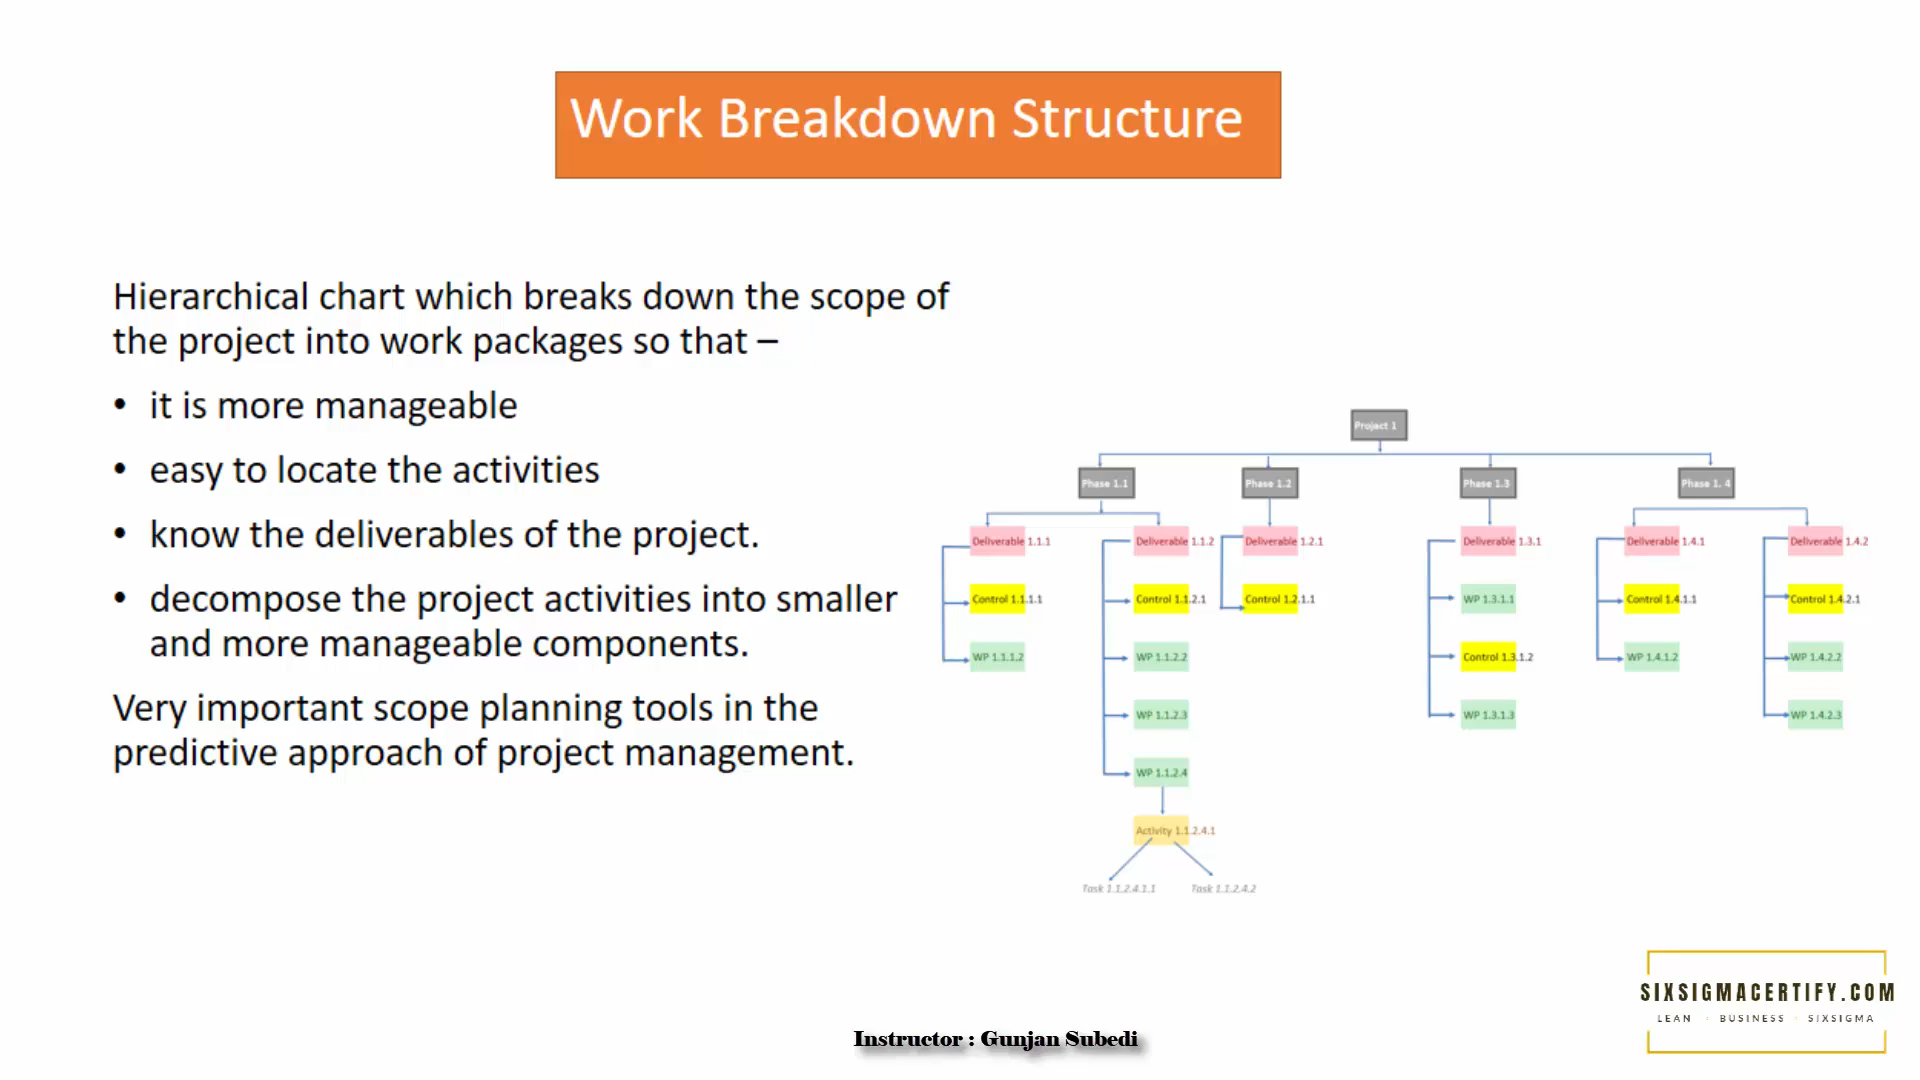 Work Breakdown Structure
Hierarchical chart which breaks down the scope of
the project into work packages so that –
• it is more manageable
• easy to locate the activities
• know the deliverables of the project.
• decompose the project activities into smaller
and more manageable components.
Very important scope planning tools in the
predictive approach of project management.
Project 1
Phase 1.1
Phase 1.2
Phase 1.3
Phase 1. 4
Deliverable 1.1.1
Deliverable 1.1.2
Deliverable 1.2.1
Deliverable 1.3.1
Deliverable 1.4.1
Deliverable 1.4.2
Control 1.1.1.1
Control 1.1.2.1
Control 1.2.1.1
WP 1.3.1.1
Control 1.4.1.1
Control 1.4.2.1
WP 1.1.1.2
WP 1.1.2.2
Control 1.3.1.2
WP 1.4.1.2
WP 1.4.2.2
WP 1.1.2.3
WP 1.3.1.3
WP 1.4.2.3
WP 1.1.2.4
Activity 1.1.2.4.1
Task 1.1.2.4.1.1
Task 1.1.2.4.2
SIXSIGMACERTIFY.COM
LEAN · BUSINESS · SIXSIGMA
Instructor : Gunjan Subedi